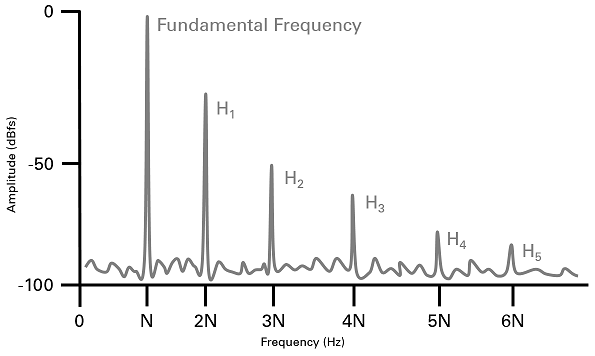 0
Fundamental Frequency
H₁
-50
H₂
H₃
H₄
H₅
-100
0 N 2N 3N 4N 5N 6N
Frequency (Hz)
Amplitude (dBfs)